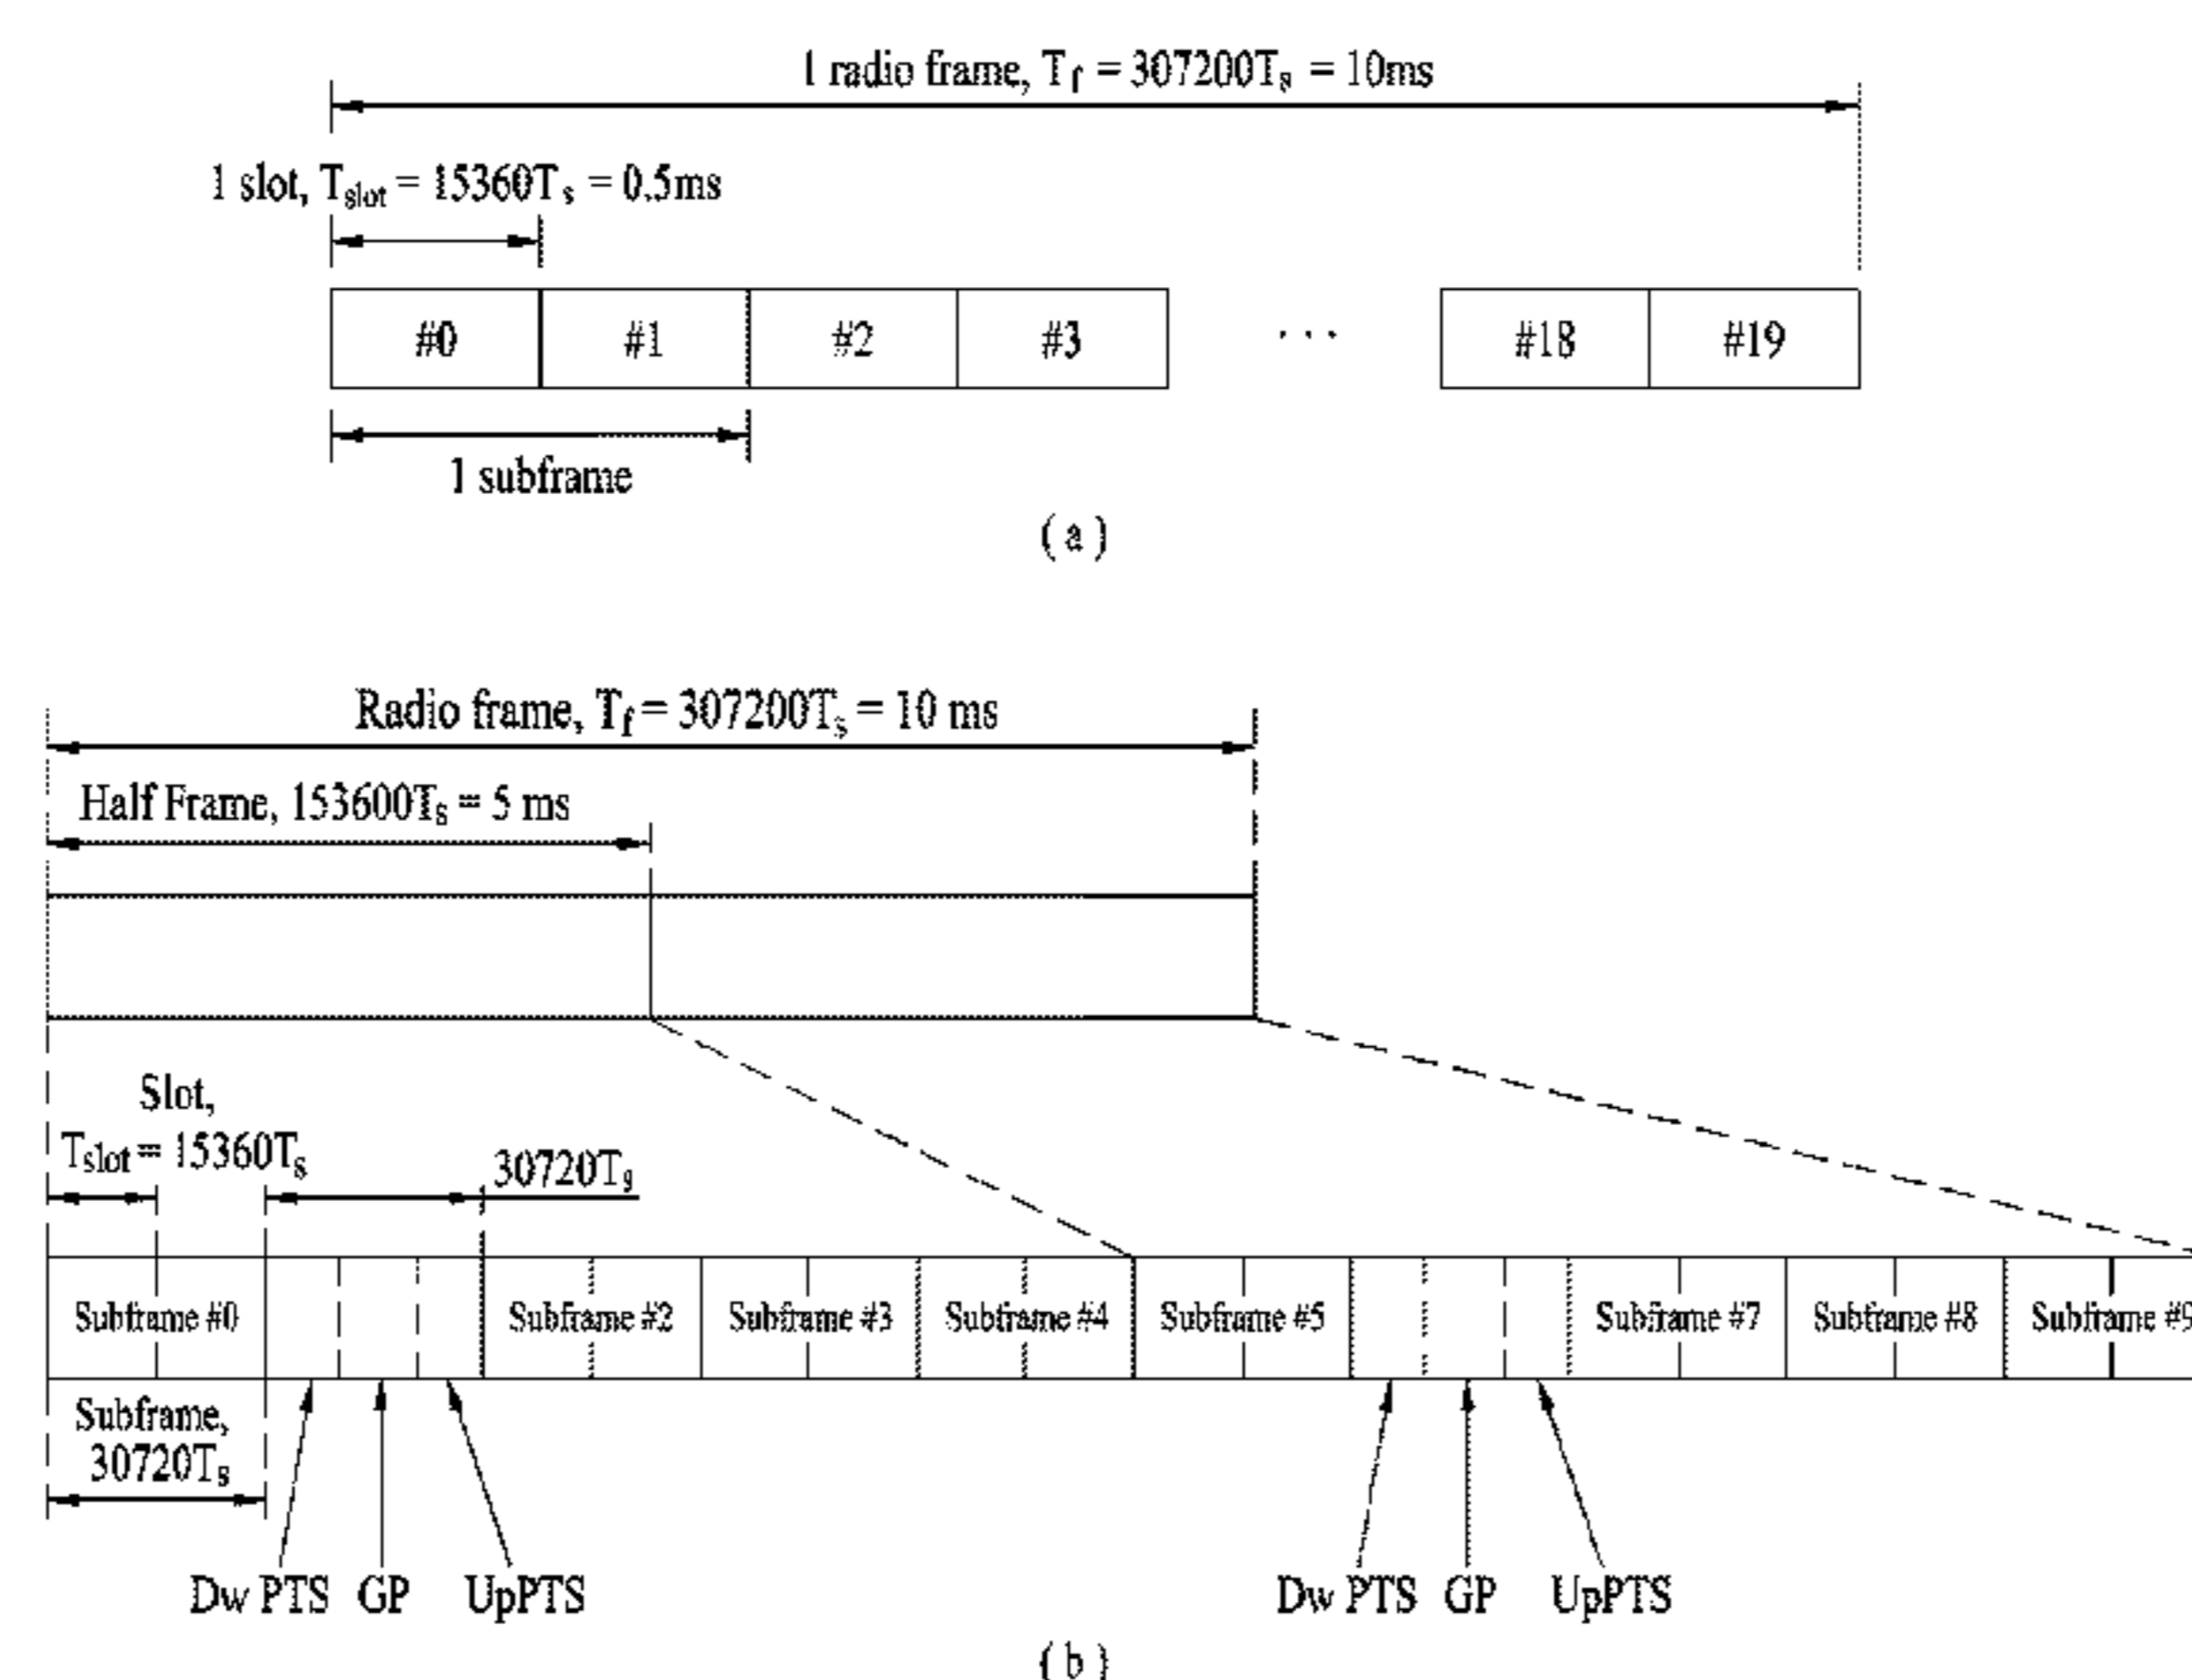 1 radio frame, Tf = 307200Ts = 10ms
1 slot, Tslot = 15360Ts = 0.5ms
#0 #1 #2 #3 ... #18 #19
1 subframe
( a )
Radio frame, Tf = 307200Ts = 10 ms
Half Frame, 153600Ts = 5 ms
Slot,
Tslot = 15360Ts
30720Ts
Subframe #0 Subframe #2 Subframe #3 Subframe #4 Subframe #5 Subframe #7 Subframe #8 Subframe #9
Subframe,
30720Ts
Dw PTS GP UpPTS Dw PTS GP UpPTS
( b )